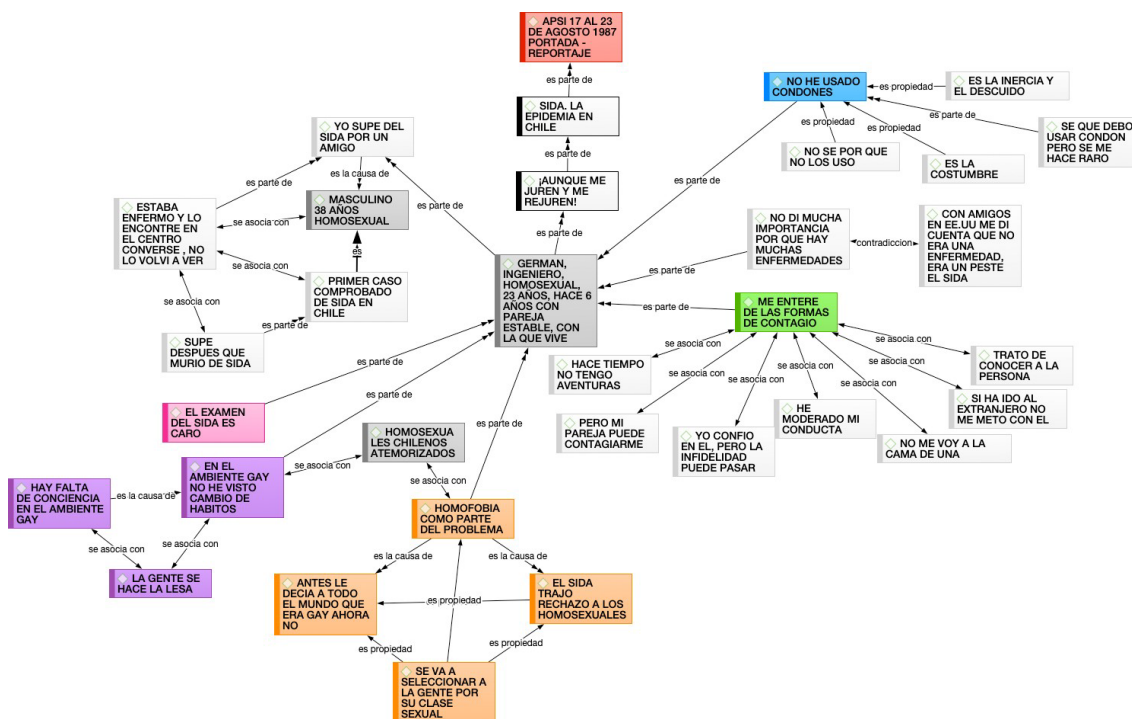 APSI 17 AL 23
DE AGOSTO 1987
PORTADA -
REPORTAJE
es parte de
SIDA. LA
EPIDEMIA EN
CHILE
es parte de
¡AUNQUE ME
JUREN Y ME
REJUREN!
es parte de
NO HE USADO
CONDONES
es propiedad
ES LA INERCIA Y
EL DESCUIDO
es parte de
SE QUE DEBO
USAR CONDON
PERO SE ME
HACE RARO
es propiedad
NO SE POR QUE
NO LOS USO
es propiedad
ES LA
COSTUMBRE
es parte de
YO SUPE DEL
SIDA POR UN
AMIGO
es la causa de
es parte de
es parte de
MASCULINO
38 AÑOS
HOMOSEXUAL
ESTABA
ENFERMO Y LO
ENCONTRE EN
EL CENTRO
CONVERSE , NO
LO VOLVI A VER
se asocia con
se asocia con
es
PRIMER CASO
COMPROBADO
DE SIDA EN
CHILE
se asocia con
es parte de
SUPE
DESPUES QUE
MURIO DE SIDA
GERMAN,
INGENIERO,
HOMOSEXUAL,
23 AÑOS, HACE 6
AÑOS CON
PAREJA
ESTABLE, CON
LA QUE VIVE
NO DI MUCHA
IMPORTANCIA
POR QUE HAY
MUCHAS
ENFERMEDADES
contradiccion
CON AMIGOS
EN EE.UU ME DI
CUENTA QUE NO
ERA UNA
ENFERMEDAD,
ERA UN PESTE
EL SIDA
es parte de
es parte de
ME ENTERE
DE LAS FORMAS
DE CONTAGIO
se asocia con
HACE TIEMPO
NO TENGO
AVENTURAS
se asocia con
PERO MI
PAREJA PUEDE
CONTAGIARME
se asocia con
YO CONFIO
EN EL, PERO LA
INFIDELIDAD
PUEDE PASAR
se asocia con
HE
MODERADO MI
CONDUCTA
se asocia con
NO ME VOY A LA
CAMA DE UNA
se asocia con
SI HA IDO AL
EXTRANJERO NO
ME METO CON EL
se asocia con
TRATO DE
CONOCER A LA
PERSONA
es parte de
EL EXAMEN
DEL SIDA ES
CARO
es parte de
HOMOSEXUA
LES CHILENOS
ATEMORIZADOS
se asocia con
EN EL
AMBIENTE GAY
NO HE VISTO
CAMBIO DE
HABITOS
es la causa de
HAY FALTA
DE CONCIENCIA
EN EL AMBIENTE
GAY
se asocia con
se asocia con
LA GENTE SE
HACE LA LESA
se asocia con
es parte de
HOMOFOBIA
COMO PARTE
DEL PROBLEMA
es la causa de
es la causa de
ANTES LE
DECIA A TODO
EL MUNDO QUE
ERA GAY AHORA
NO
es propiedad
EL SIDA
TRAJO
RECHAZO A LOS
HOMOSEXUALES
es propiedad
es propiedad
SE VA A
SELECCIONAR A
LA GENTE POR
SU CLASE
SEXUAL